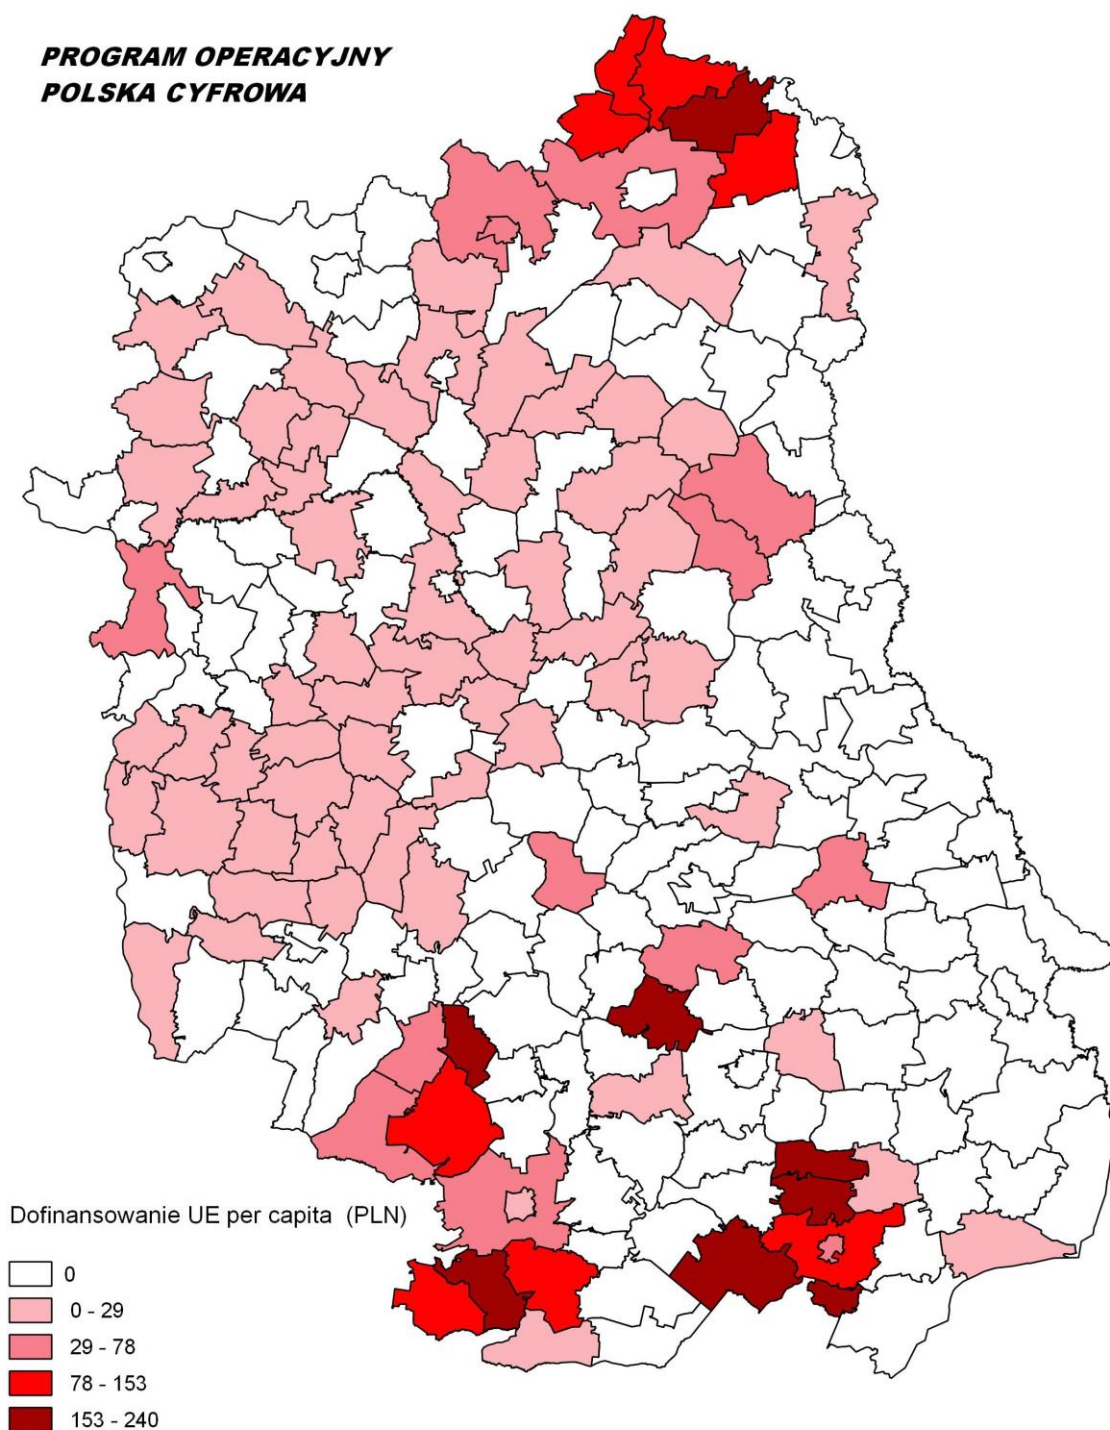 PROGRAM OPERACYJNY
POLSKA CYFROWA
Dofinansowanie UE per capita (PLN)
0
0 - 29
29 - 78
78 - 153
153 - 240